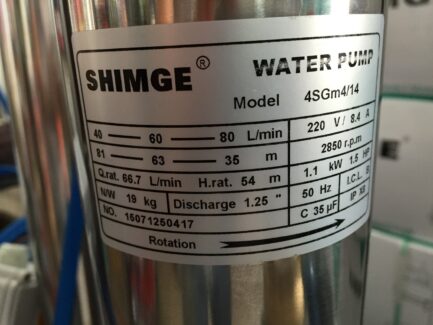 SHIMGE® WATER PUMP
Model 4SGm4/14
40 — 60 — 80 L/min
81 — 63 — 35 m
Q.rat. 66.7 L/min H.rat. 54 m
N/W 19 kg Discharge 1.25 "
NO. 15071250417
220 V / 8.4 A
2850 r.p.m
1.1 kW 1.5 HP
50 Hz I.C.L. B
C 35 µF IP X8
Rotation